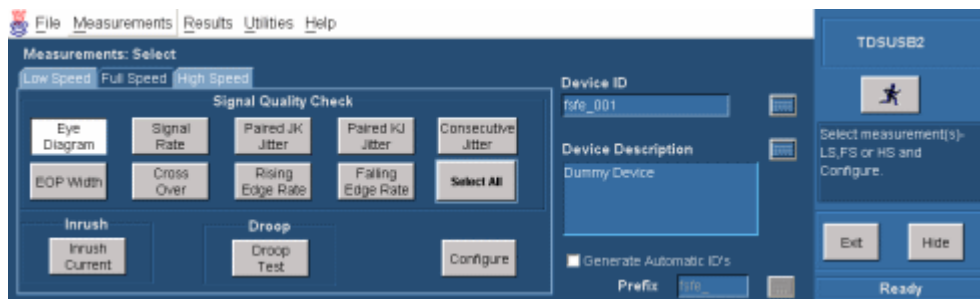 File Measurements Results Utilities Help
Measurements: Select
Low Speed Full Speed High Speed
Signal Quality Check
Eye Diagram
Signal Rate
Paired JK Jitter
Paired KJ Jitter
Consecutive Jitter
EOP Width
Cross Over
Rising Edge Rate
Falling Edge Rate
Select All
Inrush
Inrush Current
Droop
Droop Test
Configure
Device ID
fsfe_001
Device Description
Dummy Device
Generate Automatic ID's
Prefix fsfe_
TDSUSB2
Select measurement(s)-
LS,FS or HS and
Configure.
Exit Hide
Ready